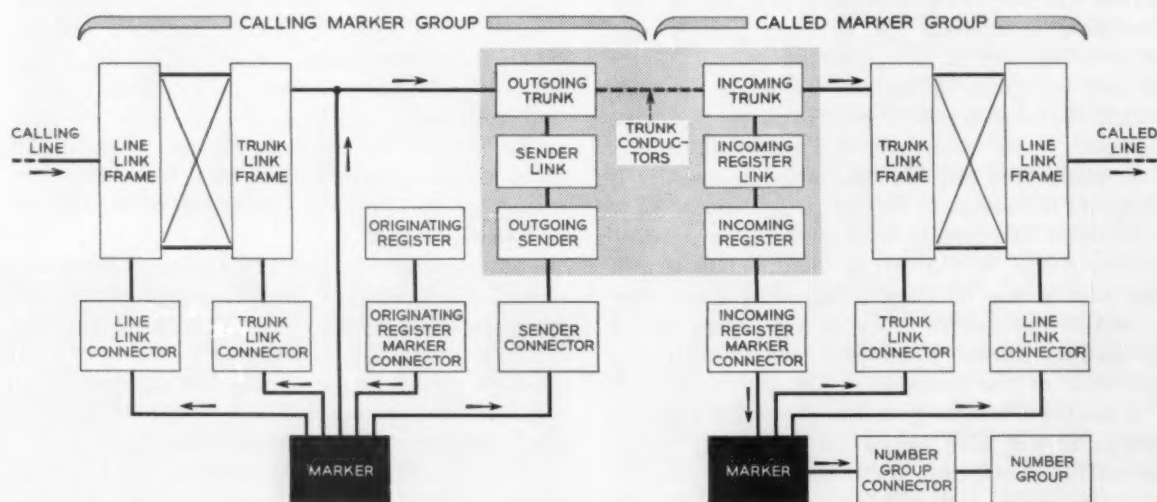 CALLING MARKER GROUP
CALLED MARKER GROUP
CALLING
LINE
LINE
LINK
FRAME
TRUNK
LINK
FRAME
OUTGOING
TRUNK
TRUNK
CONDUC-
TORS
INCOMING
TRUNK
TRUNK
LINK
FRAME
LINE
LINK
FRAME
CALLED
LINE
SENDER
LINK
INCOMING
REGISTER
LINK
ORIGINATING
REGISTER
OUTGOING
SENDER
INCOMING
REGISTER
LINE
LINK
CONNECTOR
TRUNK
LINK
CONNECTOR
ORIGINATING
REGISTER
MARKER
CONNECTOR
SENDER
CONNECTOR
INCOMING
REGISTER
MARKER
CONNECTOR
TRUNK
LINK
CONNECTOR
LINE
LINK
CONNECTOR
MARKER
MARKER
NUMBER
GROUP
CONNECTOR
NUMBER
GROUP